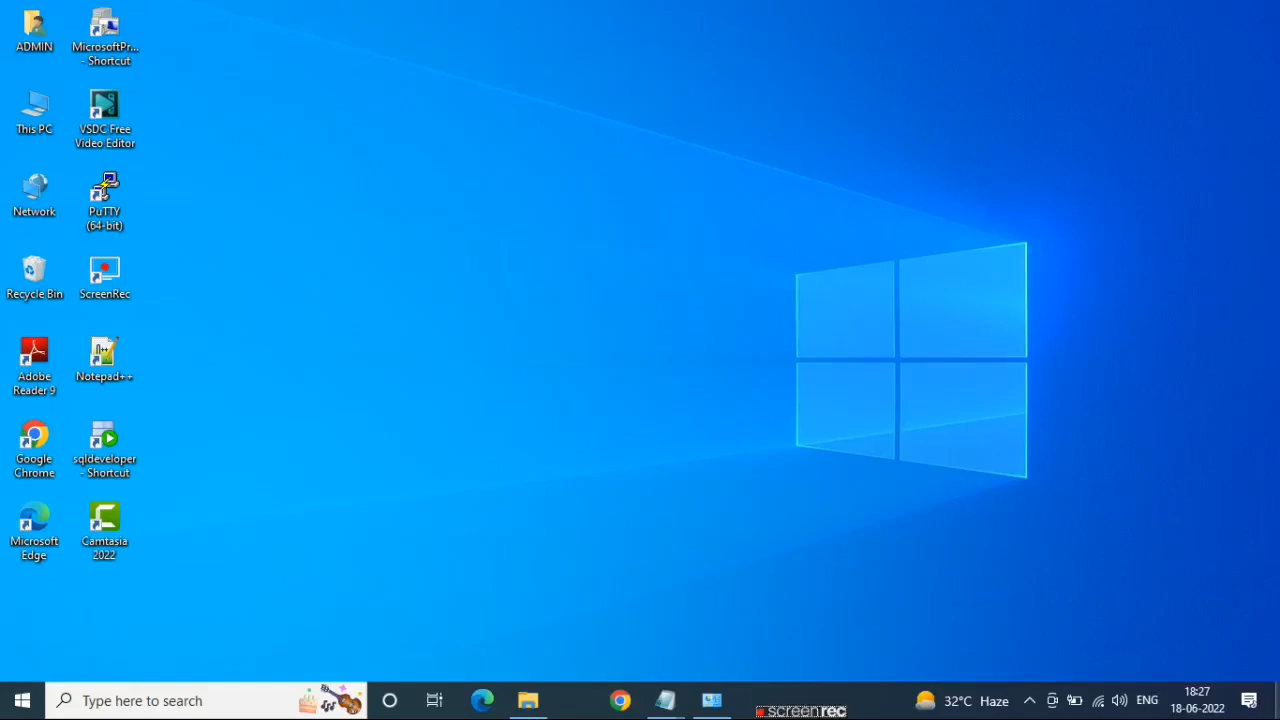 ADMIN
MicrosoftPr...
- Shortcut
This PC
VSDC Free
Video Editor
Network
PuTTY
(64-bit)
Recycle Bin
ScreenRec
Adobe
Reader 9
Notepad++
Google
Chrome
sqldeveloper
- Shortcut
Microsoft
Edge
Camtasia
2022
Type here to search
32°C Haze
ENG
18:27
18-06-2022
screenrec